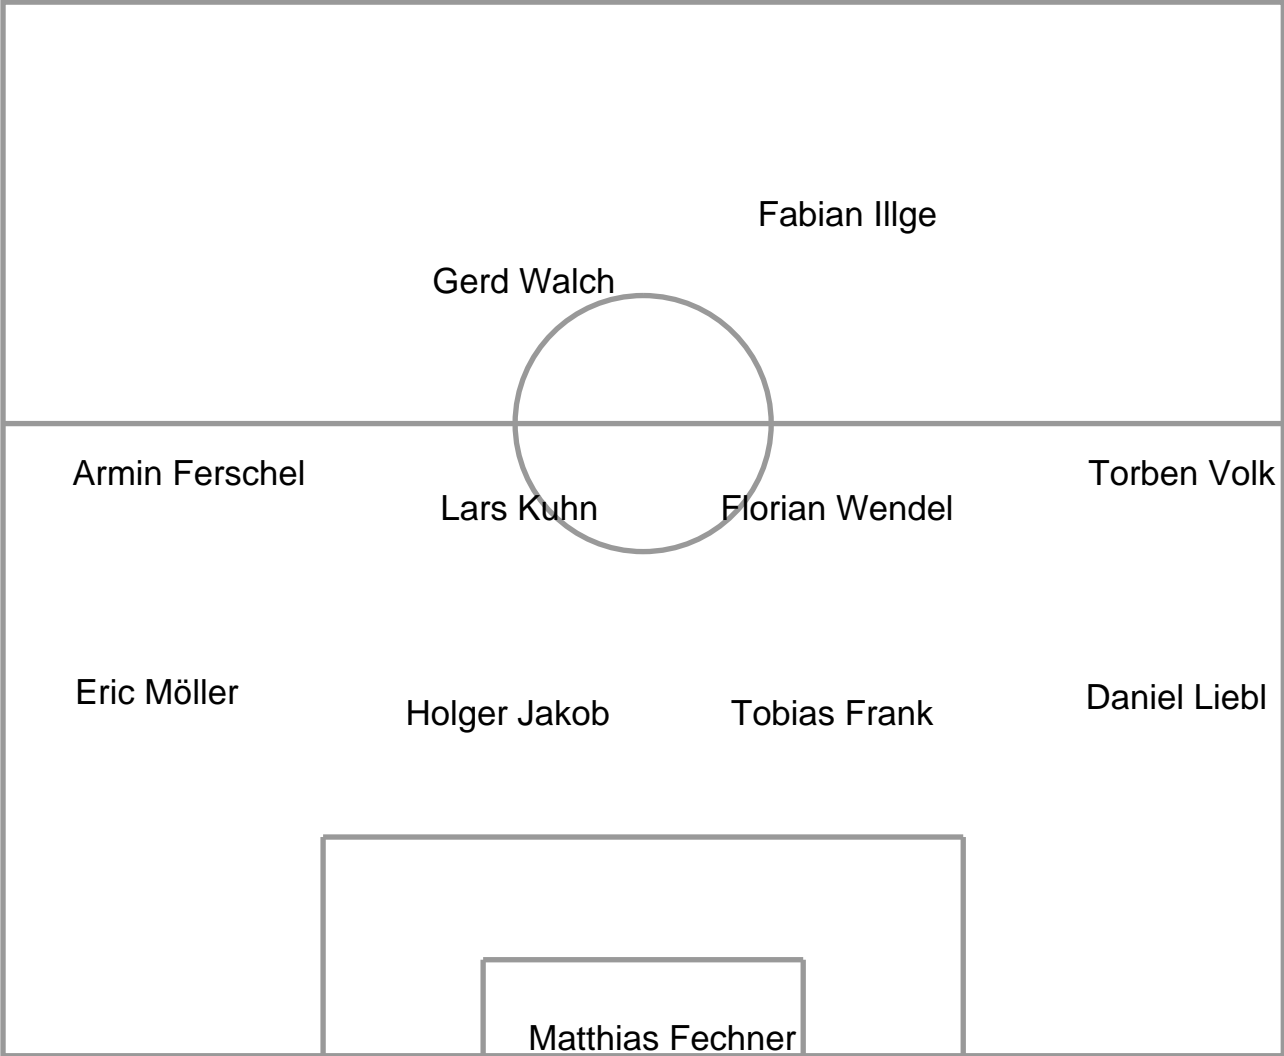 Fabian Illge
Gerd Walch
Armin Ferschel
Torben Volk
Lars Kuhn
Florian Wendel
Eric Möller
Daniel Liebl
Holger Jakob
Tobias Frank
Matthias Fechner